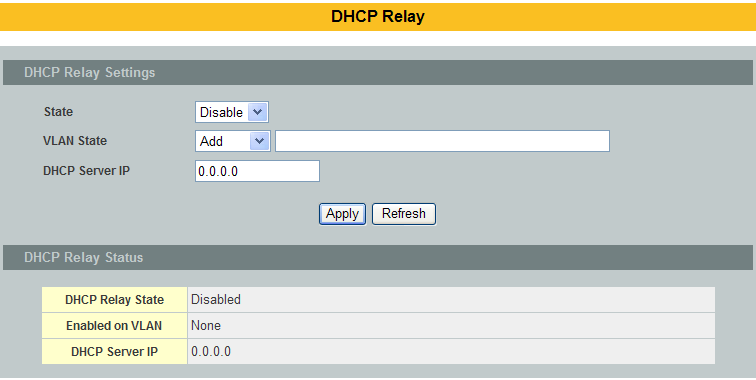 DHCP Relay
DHCP Relay Settings
State Disable
VLAN State Add
DHCP Server IP 0.0.0.0
Apply Refresh
DHCP Relay Status
DHCP Relay State Disabled
Enabled on VLAN None
DHCP Server IP 0.0.0.0